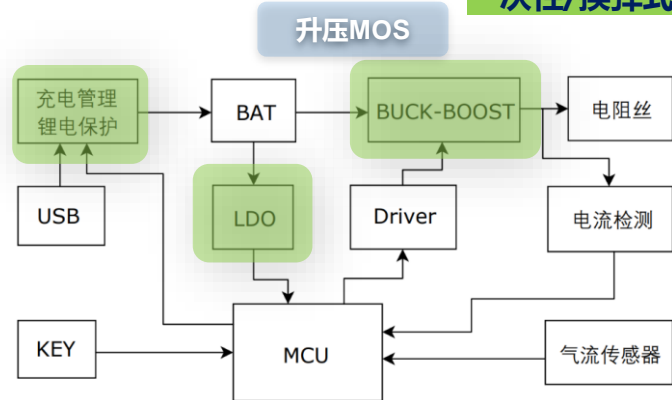 升压MOS
充电管理
锂电保护
BAT
BUCK-BOOST
电阻丝
USB
LDO
Driver
电流检测
KEY
MCU
气流传感器